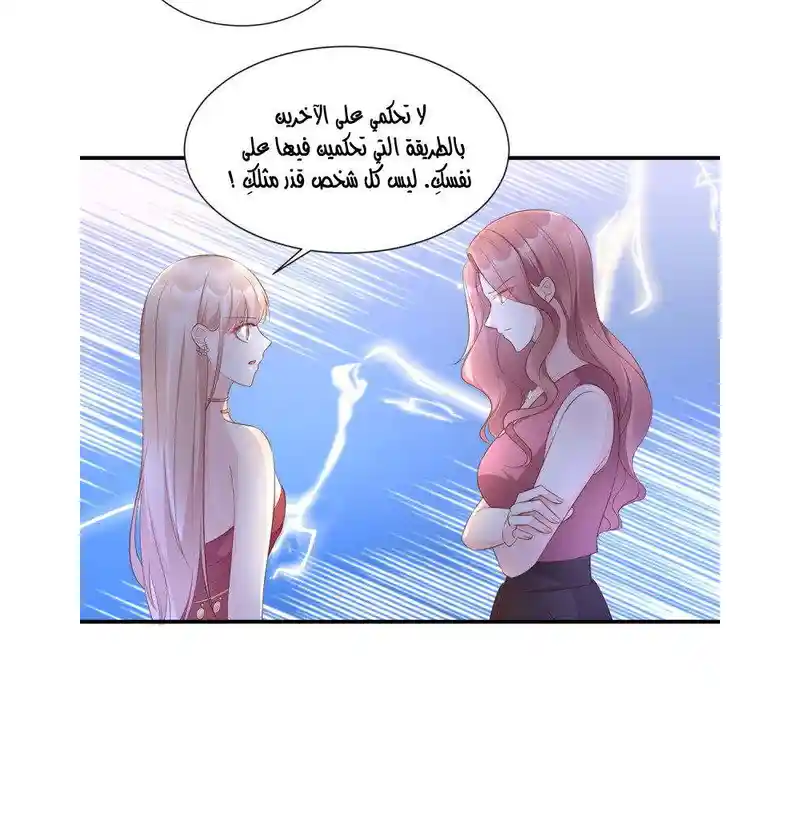 لا تحكمي على الآخرين
بالطريقة التي تحكمين فيها على
نفسكِ. ليس كل شخص قذر مثلكِ !